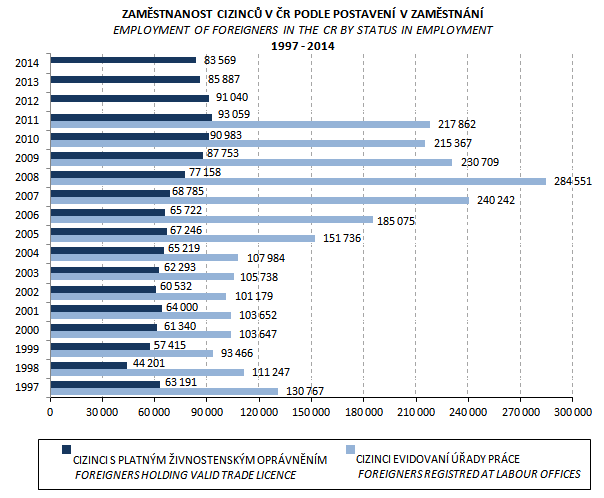 ZAMĚSTNANOST CIZINCŮ V ČR PODLE POSTAVENÍ V ZAMĚSTNÁNÍ
EMPLOYMENT OF FOREIGNERS IN THE CR BY STATUS IN EMPLOYMENT
1997 - 2014
2014 83 569
2013 85 887
2012 91 040
2011 93 059
217 862
2010 90 983
215 367
2009 87 753
230 709
2008 77 158
284 551
2007 68 785
240 242
2006 65 722
185 075
2005 67 246
151 736
2004 65 219
107 984
2003 62 293
105 738
2002 60 532
101 179
2001 64 000
103 652
2000 61 340
103 647
1999 57 415
93 466
1998 44 201
111 247
1997 63 191
130 767
0 30 000 60 000 90 000 120 000 150 000 180 000 210 000 240 000 270 000 300 000
CIZINCI S PLATNÝM ŽIVNOSTENSKÝM OPRÁVNĚNÍM
FOREIGNERS HOLDING VALID TRADE LICENCE
CIZINCI EVIDOVANÍ ÚŘADY PRÁCE
FOREIGNERS REGISTRED AT LABOUR OFFICES